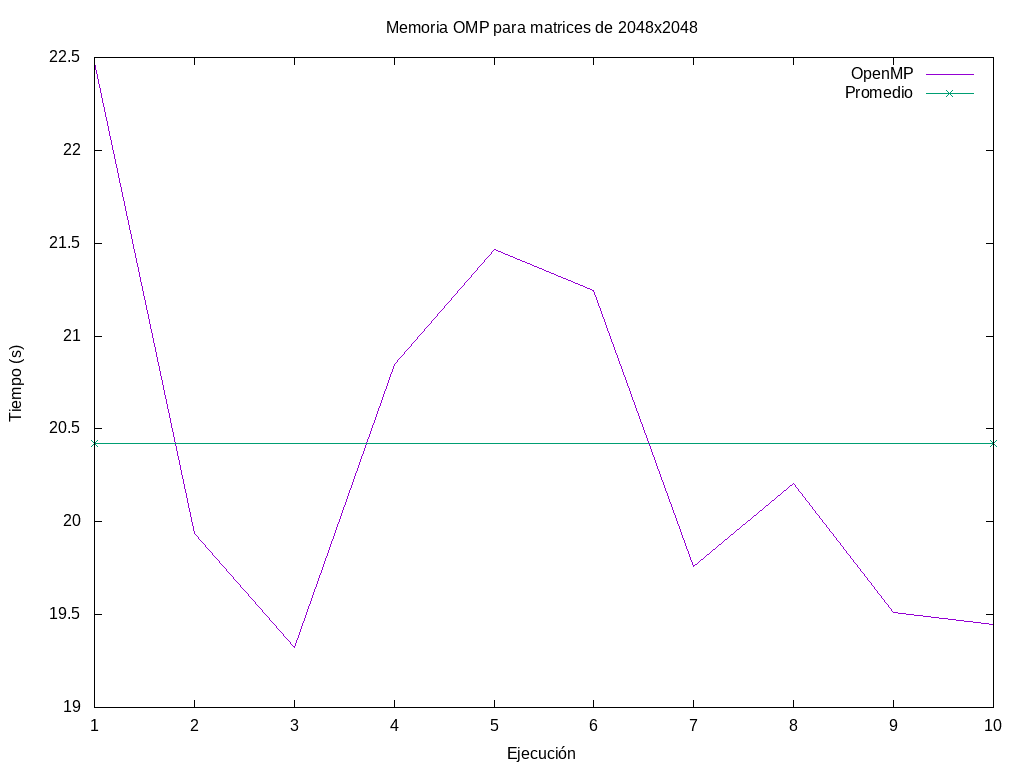 Memoria OMP para matrices de 2048x2048
OpenMP
Promedio
22.5
22
21.5
21
20.5
20
19.5
19
Tiempo (s)
1 2 3 4 5 6 7 8 9 10
Ejecución